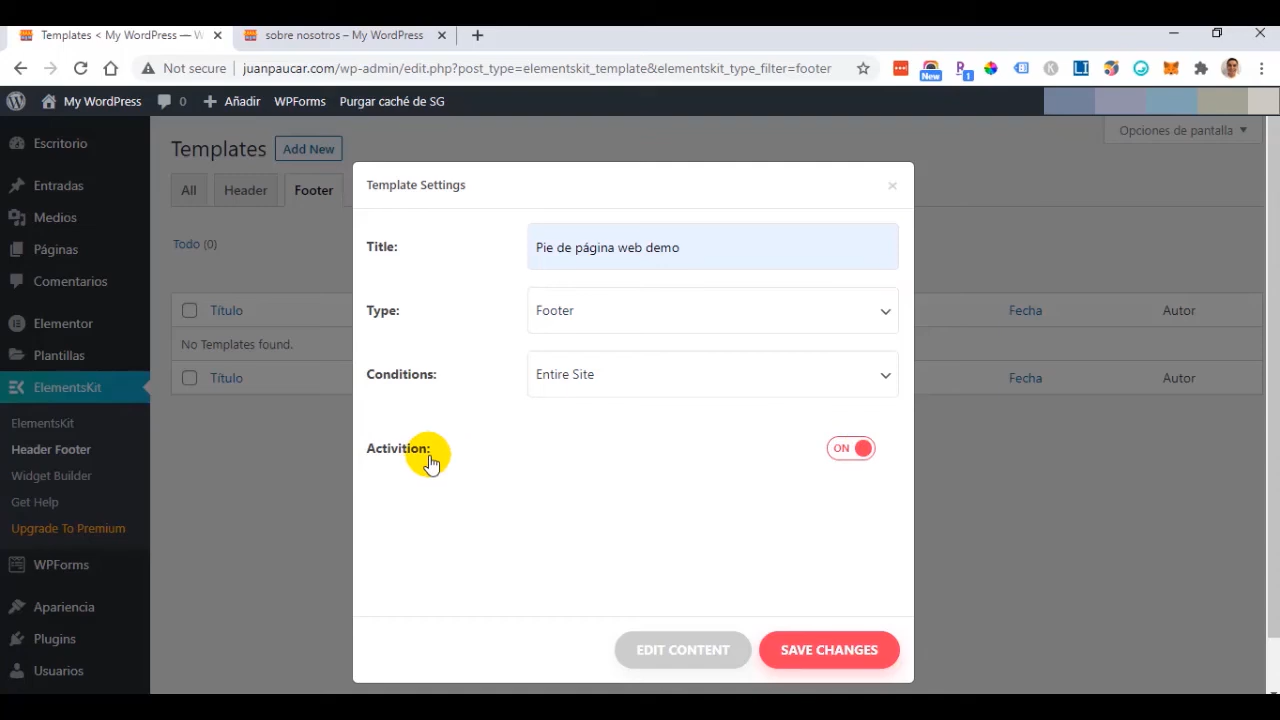 Templates < My WordPress — W
sobre nosotros – My WordPress
Not secure
juanpaucar.com/wp-admin/edit.php?post_type=elementskit_template&elementskit_type_filter=footer
New
1
My WordPress
0
Añadir
WPForms
Purgar caché de SG
Escritorio
Entradas
Medios
Páginas
Comentarios
Elementor
Plantillas
ElementsKit
ElementsKit
Header Footer
Widget Builder
Get Help
Upgrade To Premium
WPForms
Apariencia
Plugins
Usuarios
Opciones de pantalla
Templates
Add New
All
Header
Footer
Todo (0)
Título
Fecha
Autor
No Templates found.
Título
Fecha
Autor
Template Settings
Title:
Pie de página web demo
Type:
Footer
Conditions:
Entire Site
Activition:
ON
EDIT CONTENT
SAVE CHANGES